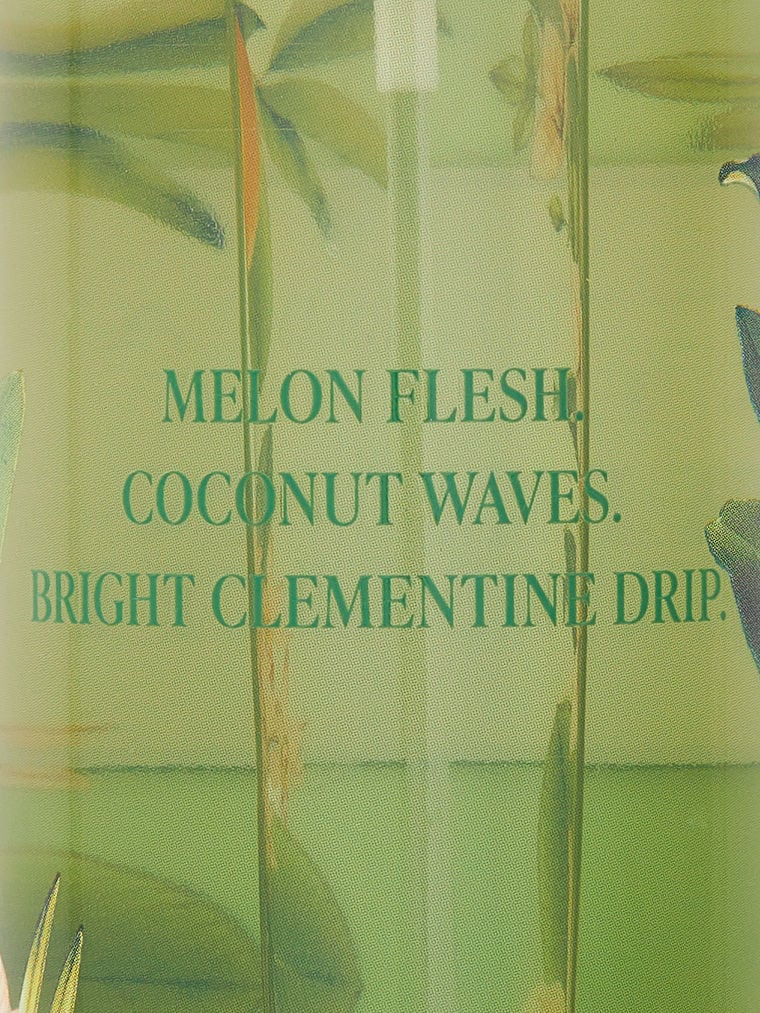 MELON FLESH.
COCONUT WAVES.
BRIGHT CLEMENTINE DRIP.